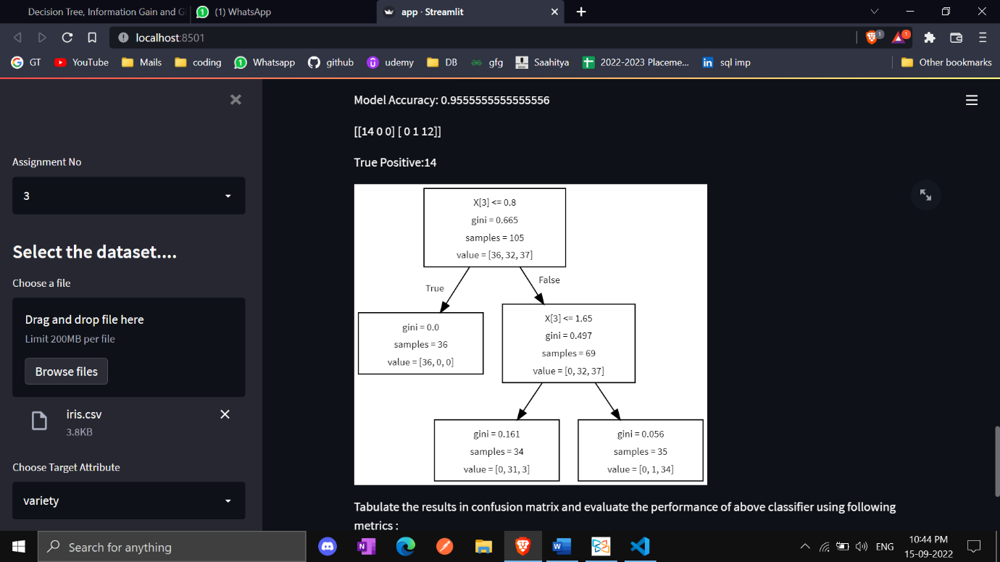 Decision Tree, Information Gain and Gi
(1) WhatsApp
app · Streamlit
localhost:8501
GT YouTube Mails coding Whatsapp github udemy DB gfg Saahitya 2022-2023 Placeme... sql imp Other bookmarks
Assignment No
3
Select the dataset....
Choose a file
Drag and drop file here
Limit 200MB per file
Browse files
iris.csv
3.8KB
Choose Target Attribute
variety
Model Accuracy: 0.9555555555555556
[[14 0 0] [ 0 1 12]]
True Positive:14
X[3] <= 0.8
gini = 0.665
samples = 105
value = [36, 32, 37]
True
False
gini = 0.0
samples = 36
value = [36, 0, 0]
X[3] <= 1.65
gini = 0.497
samples = 69
value = [0, 32, 37]
gini = 0.161
samples = 34
value = [0, 31, 3]
gini = 0.056
samples = 35
value = [0, 1, 34]
Tabulate the results in confusion matrix and evaluate the performance of above classifier using following
metrics :
Search for anything
ENG
10:44 PM
15-09-2022